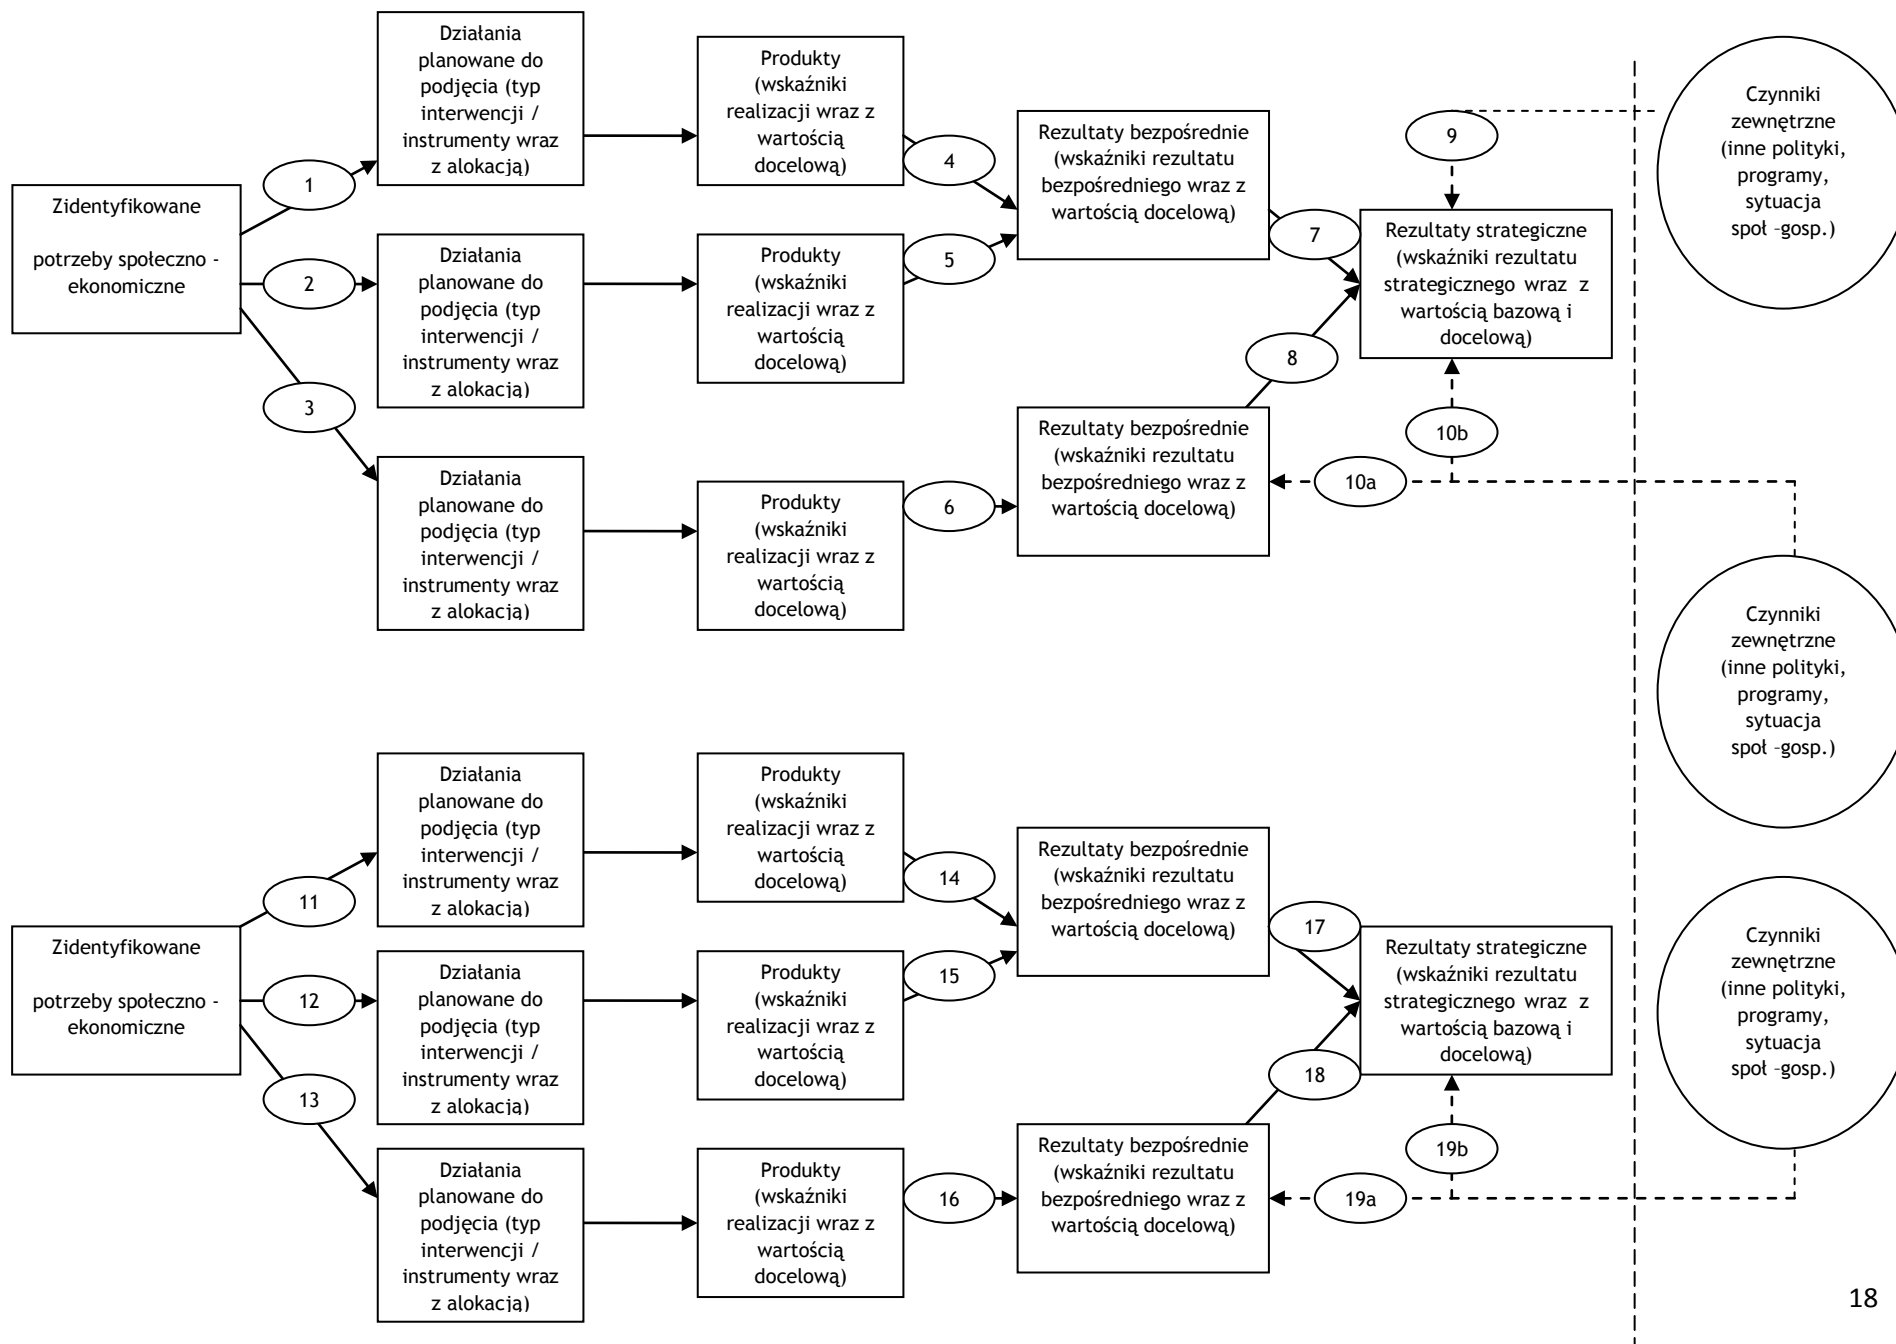 Zidentyfikowane
potrzeby społeczno -
ekonomiczne
1
2
3
Działania
planowane do
podjęcia (typ
interwencji /
instrumenty wraz
z alokacją)
Działania
planowane do
podjęcia (typ
interwencji /
instrumenty wraz
z alokacją)
Działania
planowane do
podjęcia (typ
interwencji /
instrumenty wraz
z alokacją)
Produkty
(wskaźniki
realizacji wraz z
wartością
docelową)
Produkty
(wskaźniki
realizacji wraz z
wartością
docelową)
Produkty
(wskaźniki
realizacji wraz z
wartością
docelową)
4
5
6
Rezultaty bezpośrednie
(wskaźniki rezultatu
bezpośredniego wraz z
wartością docelową)
Rezultaty bezpośrednie
(wskaźniki rezultatu
bezpośredniego wraz z
wartością docelową)
7
8
9
Rezultaty strategiczne
(wskaźniki rezultatu
strategicznego wraz z
wartością bazową i
docelową)
10b
10a
Czynniki
zewnętrzne
(inne polityki,
programy,
sytuacja
społ -gosp.)
Czynniki
zewnętrzne
(inne polityki,
programy,
sytuacja
społ -gosp.)
Zidentyfikowane
potrzeby społeczno -
ekonomiczne
11
12
13
Działania
planowane do
podjęcia (typ
interwencji /
instrumenty wraz
z alokacją)
Działania
planowane do
podjęcia (typ
interwencji /
instrumenty wraz
z alokacją)
Działania
planowane do
podjęcia (typ
interwencji /
instrumenty wraz
z alokacją)
Produkty
(wskaźniki
realizacji wraz z
wartością
docelową)
Produkty
(wskaźniki
realizacji wraz z
wartością
docelową)
Produkty
(wskaźniki
realizacji wraz z
wartością
docelową)
14
15
16
Rezultaty bezpośrednie
(wskaźniki rezultatu
bezpośredniego wraz z
wartością docelową)
Rezultaty bezpośrednie
(wskaźniki rezultatu
bezpośredniego wraz z
wartością docelową)
17
18
Rezultaty strategiczne
(wskaźniki rezultatu
strategicznego wraz z
wartością bazową i
docelową)
19b
19a
Czynniki
zewnętrzne
(inne polityki,
programy,
sytuacja
społ -gosp.)
18